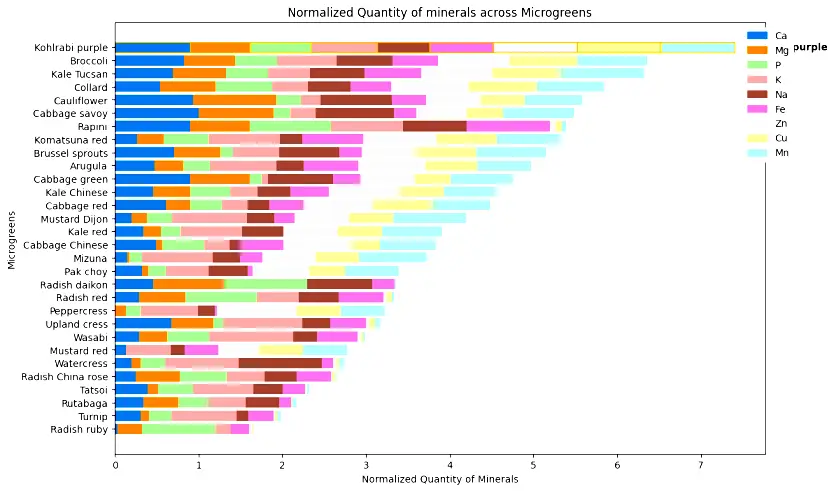 Normalized Quantity of minerals across Microgreens
Kohlrabi purple
Broccoli
Kale Tucsan
Collard
Cauliflower
Cabbage savoy
Rapini
Komatsuna red
Brussel sprouts
Arugula
Cabbage green
Kale Chinese
Cabbage red
Mustard Dijon
Kale red
Cabbage Chinese
Mizuna
Pak choy
Radish daikon
Radish red
Peppercress
Upland cress
Wasabi
Mustard red
Watercress
Radish China rose
Tatsoi
Rutabaga
Turnip
Radish ruby
Microgreens
0 1 2 3 4 5 6 7
Normalized Quantity of Minerals
Ca
Mg
purple
P
K
Na
Fe
Zn
Cu
Mn